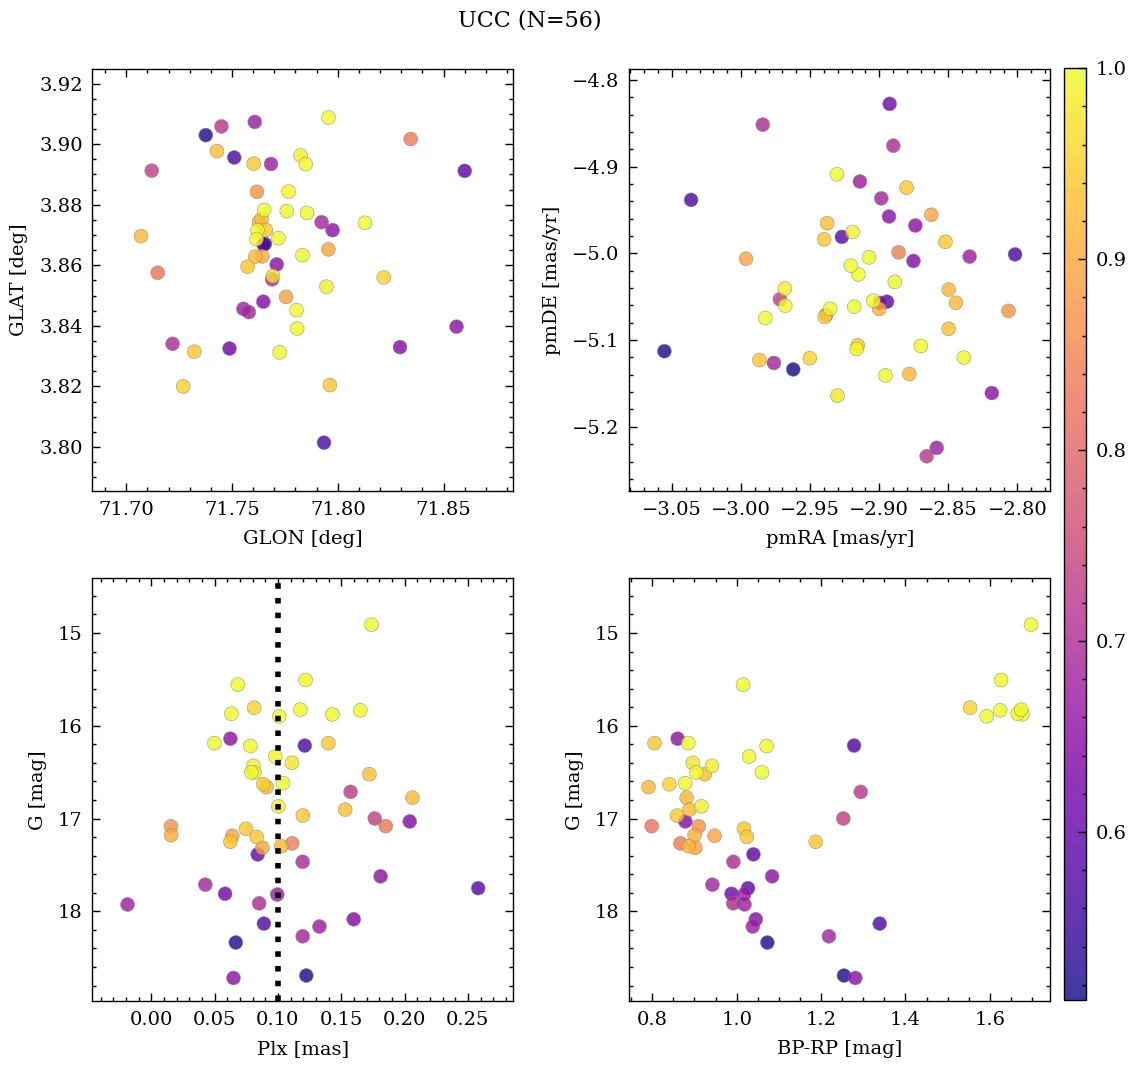 UCC (N=56)
3.92
3.90
3.88
3.86
3.84
3.82
3.80
GLAT [deg]
71.70 71.75 71.80 71.85
GLON [deg]
−4.8
−4.9
−5.0
−5.1
−5.2
pmDE [mas/yr]
−3.05 −3.00 −2.95 −2.90 −2.85 −2.80
pmRA [mas/yr]
1.0
0.9
0.8
0.7
0.6
15
16
17
18
G [mag]
0.00 0.05 0.10 0.15 0.20 0.25
Plx [mas]
15
16
17
18
G [mag]
0.8 1.0 1.2 1.4 1.6
BP-RP [mag]